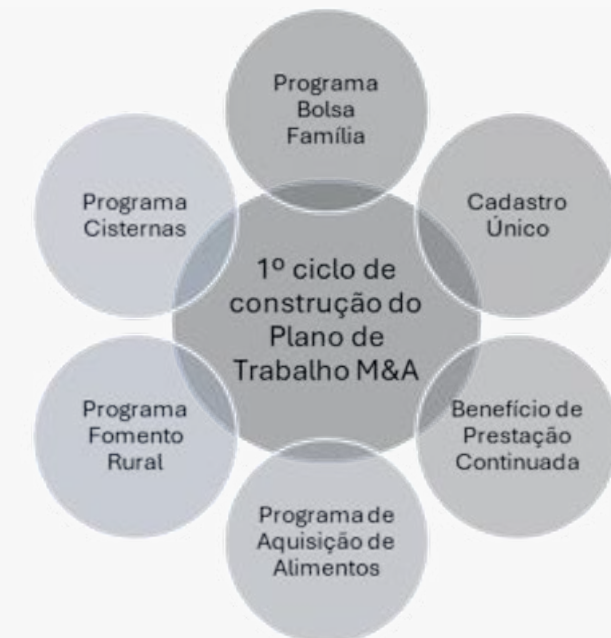 Programa
Bolsa
Família
Cadastro
Único
Benefício de
Prestação
Continuada
Programa de
Aquisição de
Alimentos
Programa
Fomento
Rural
Programa
Cisternas
1º ciclo de
construção do
Plano de
Trabalho M&A